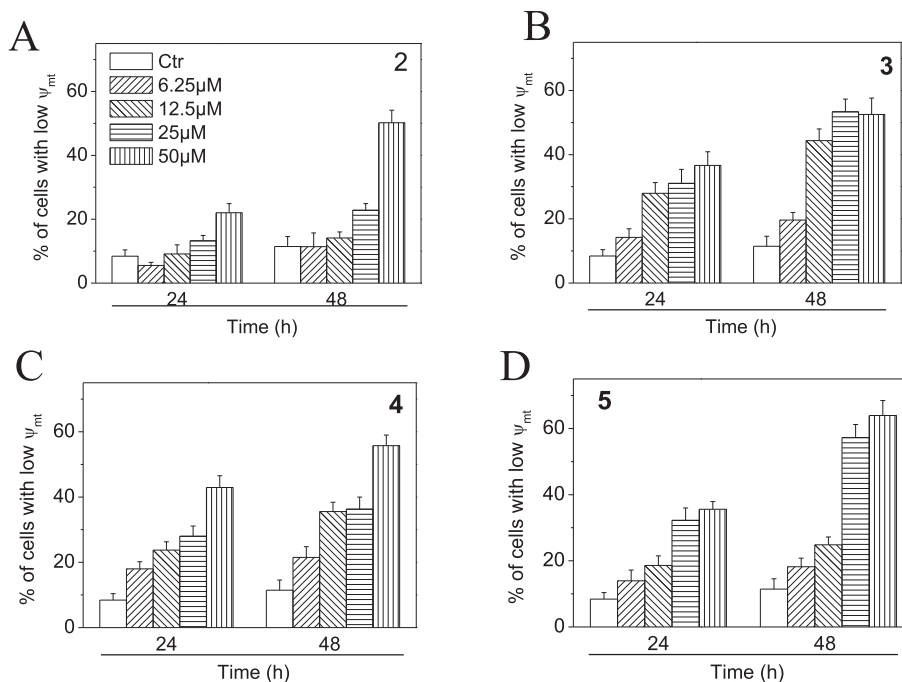 A
2
Ctr
6.25μM
12.5μM
25μM
50μM
60
40
20
0
% of cells with low ψmt
24
48
Time (h)
B
3
60
40
20
0
% of cells with low ψmt
24
48
Time (h)
C
4
60
40
20
0
% of cells with low ψmt
24
48
Time (h)
D
5
60
40
20
0
% of cells with low ψmt
24
48
Time (h)